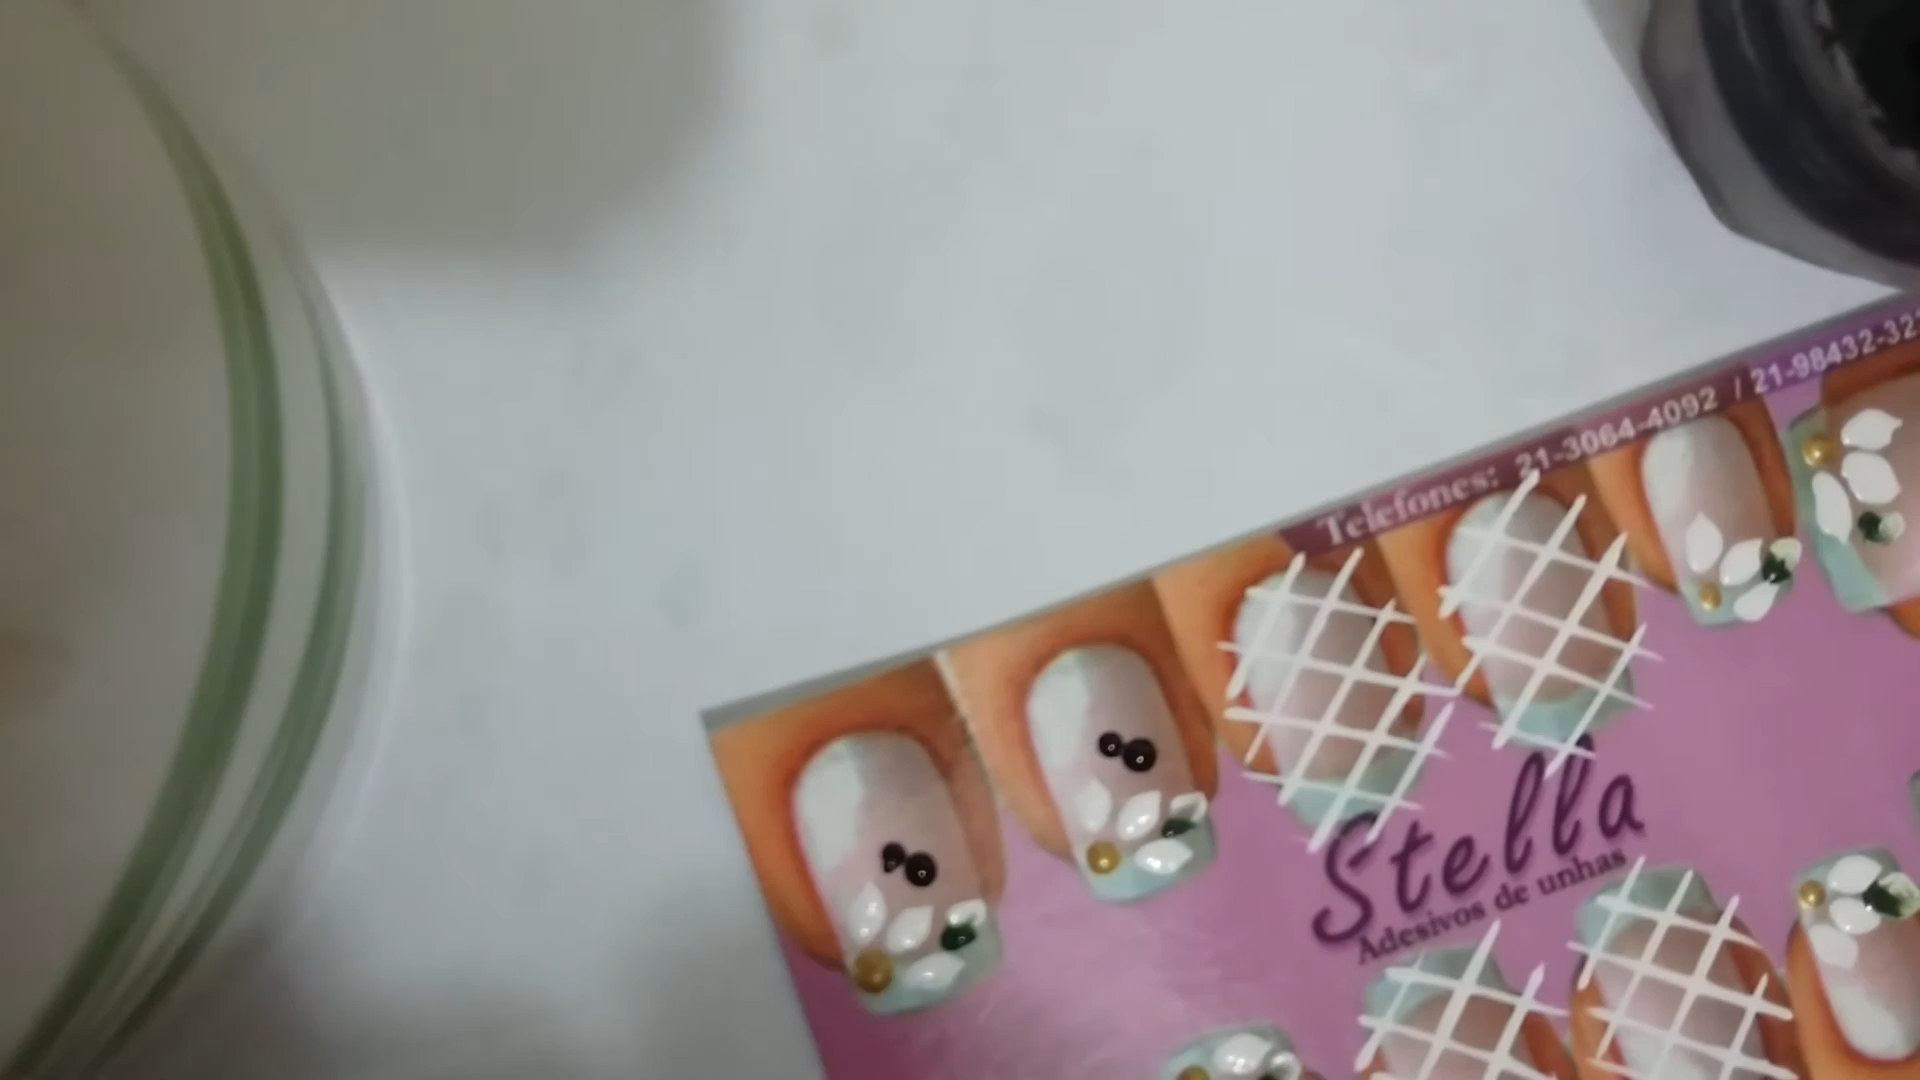 Telefones: 21-3064-4092 / 21-98432-32
Stella
Adesivos de unhas